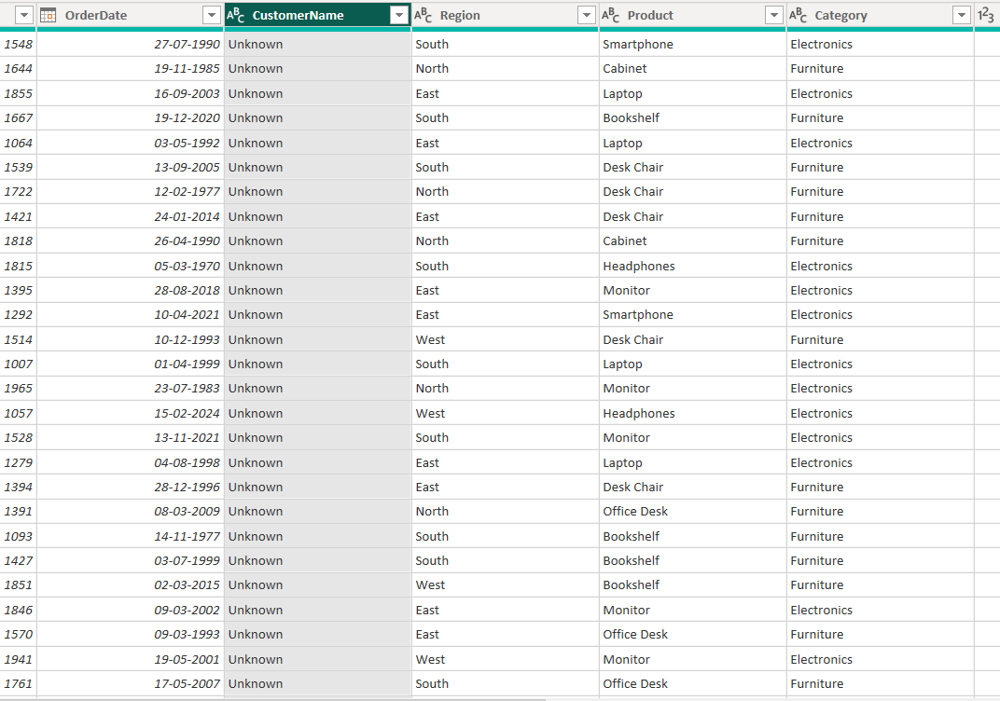 OrderDate ABC CustomerName ABC Region ABC Product ABC Category 123
1548 27-07-1990 Unknown South Smartphone Electronics
1644 19-11-1985 Unknown North Cabinet Furniture
1855 16-09-2003 Unknown East Laptop Electronics
1667 19-12-2020 Unknown South Bookshelf Furniture
1064 03-05-1992 Unknown East Laptop Electronics
1539 13-09-2005 Unknown South Desk Chair Furniture
1722 12-02-1977 Unknown North Desk Chair Furniture
1421 24-01-2014 Unknown East Desk Chair Furniture
1818 26-04-1990 Unknown North Cabinet Furniture
1815 05-03-1970 Unknown South Headphones Electronics
1395 28-08-2018 Unknown East Monitor Electronics
1292 10-04-2021 Unknown East Smartphone Electronics
1514 10-12-1993 Unknown West Desk Chair Furniture
1007 01-04-1999 Unknown South Laptop Electronics
1965 23-07-1983 Unknown North Monitor Electronics
1057 15-02-2024 Unknown West Headphones Electronics
1528 13-11-2021 Unknown South Monitor Electronics
1279 04-08-1998 Unknown East Laptop Electronics
1394 28-12-1996 Unknown East Desk Chair Furniture
1391 08-03-2009 Unknown North Office Desk Furniture
1093 14-11-1977 Unknown South Bookshelf Furniture
1427 03-07-1999 Unknown South Bookshelf Furniture
1851 02-03-2015 Unknown West Bookshelf Furniture
1846 09-03-2002 Unknown East Monitor Electronics
1570 09-03-1993 Unknown East Office Desk Furniture
1941 19-05-2001 Unknown West Monitor Electronics
1761 17-05-2007 Unknown South Office Desk Furniture